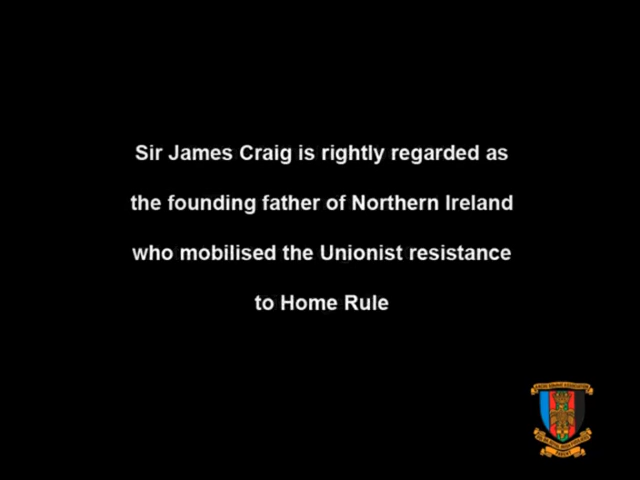 Sir James Craig is rightly regarded as
the founding father of Northern Ireland
who mobilised the Unionist resistance
to Home Rule